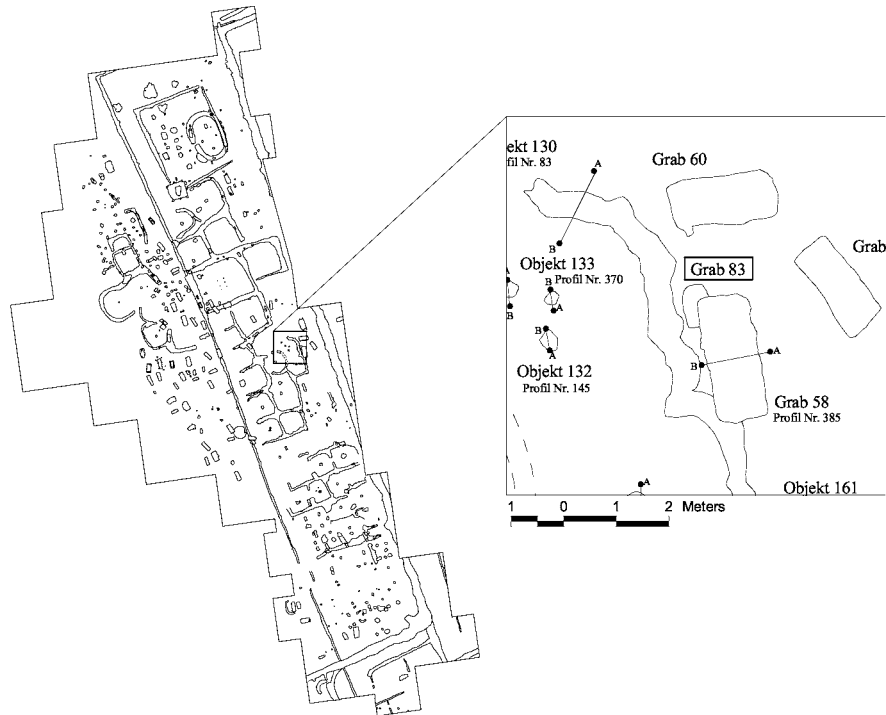 ekt 130
fil Nr. 83
A
B
Grab 60
Grab
Grab 83
Objekt 133
Profil Nr. 370
A
B
B
A
B
A
Objekt 132
Profil Nr. 145
B
A
Grab 58
Profil Nr. 385
A
Objekt 161
1 0 1 2 Meters